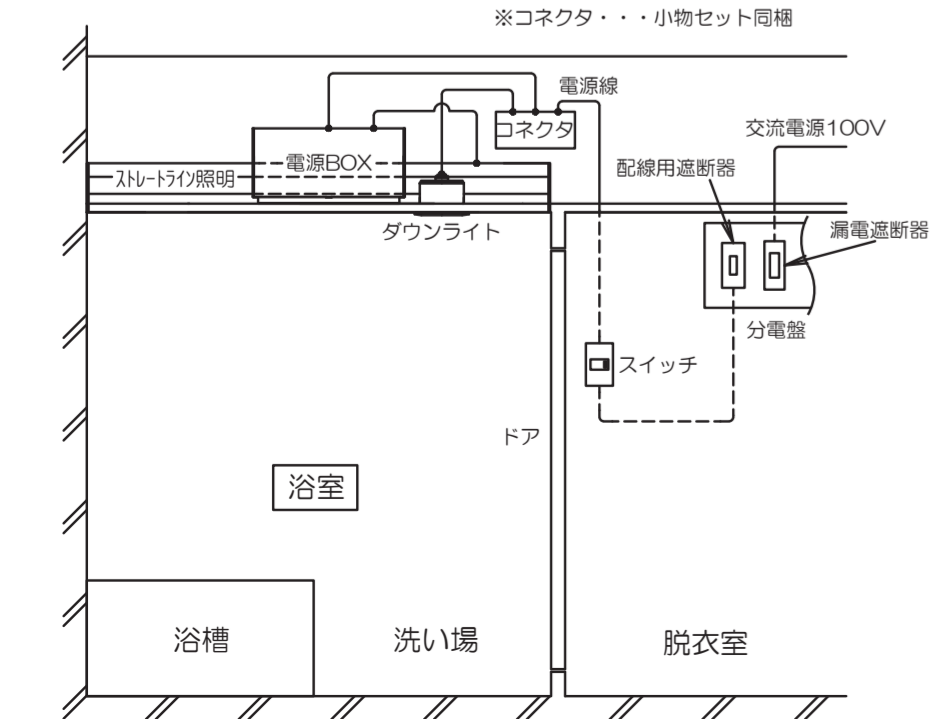 ※コネクタ・・・小物セット同梱
電源線
コネクタ
交流電源100V
電源BOX
ストレートライン照明
配線用遮断器
漏電遮断器
ダウンライト
分電盤
スイッチ
ドア
浴室
浴槽
洗い場
脱衣室